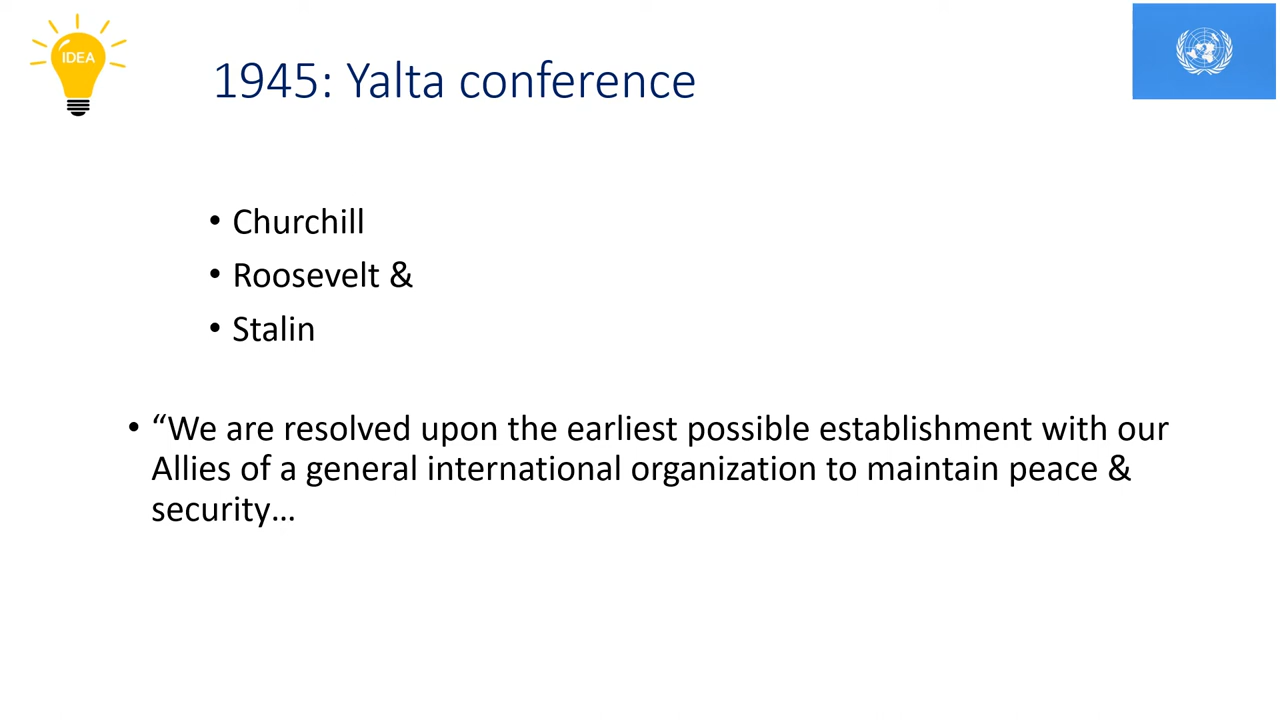 IDEA
1945: Yalta conference
• Churchill
• Roosevelt &
• Stalin
• “We are resolved upon the earliest possible establishment with our
Allies of a general international organization to maintain peace &
security…